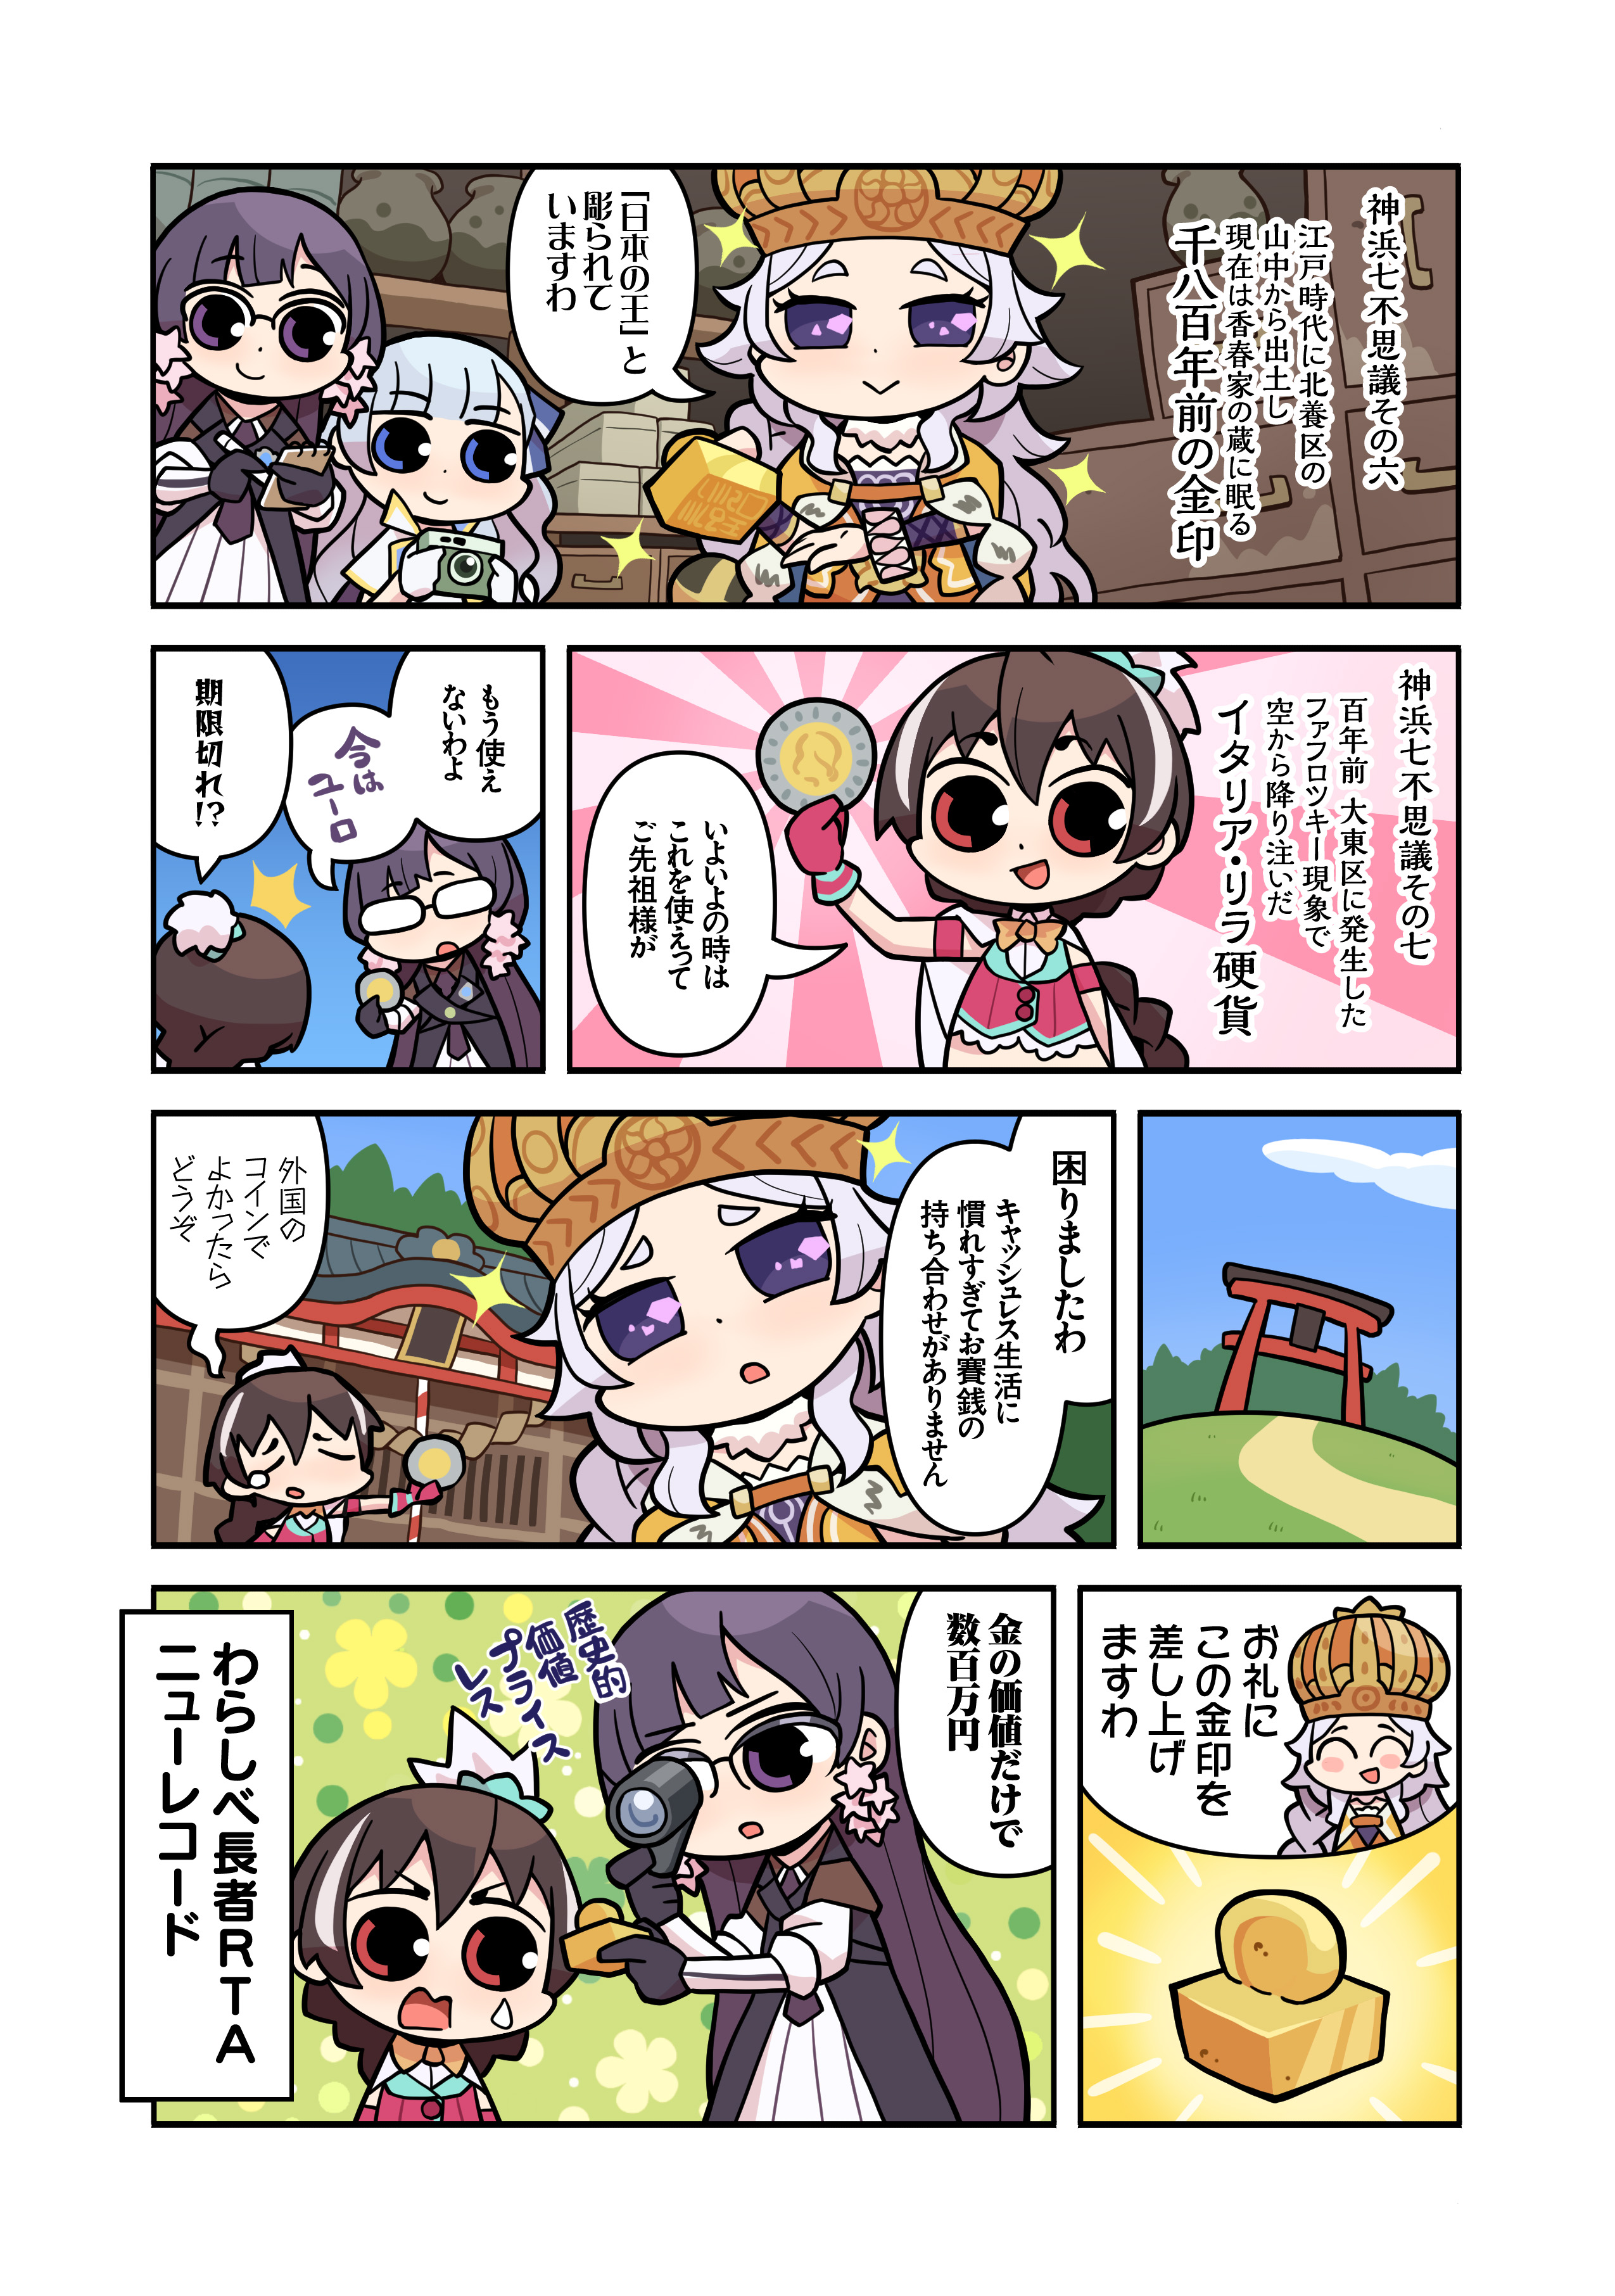 神浜七不思議その六
江戸時代に北養区の
山中から出土し
現在は香春家の蔵に眠る
千八百年前の金印
「日本の王」と
彫られて
いますわ
神浜七不思議その七
百年前 大東区に発生した
ファフロツキー現象で
空から降り注いだ
イタリア・リラ硬貨
いよいよの時は
これを使えって
ご先祖様が
もう使え
ないわよ
今は
ユーロ
期限切れ!?
困りましたわ
キャッシュレス生活に
慣れすぎてお賽銭の
持ち合わせがありません
外国の
コインで
よかったら
どうぞ
お礼に
この金印を
差し上げ
ますわ
金の価値だけで
数百万円
歴史的
価値
プライス
レス
わらしべ長者RTA
ニューレコード